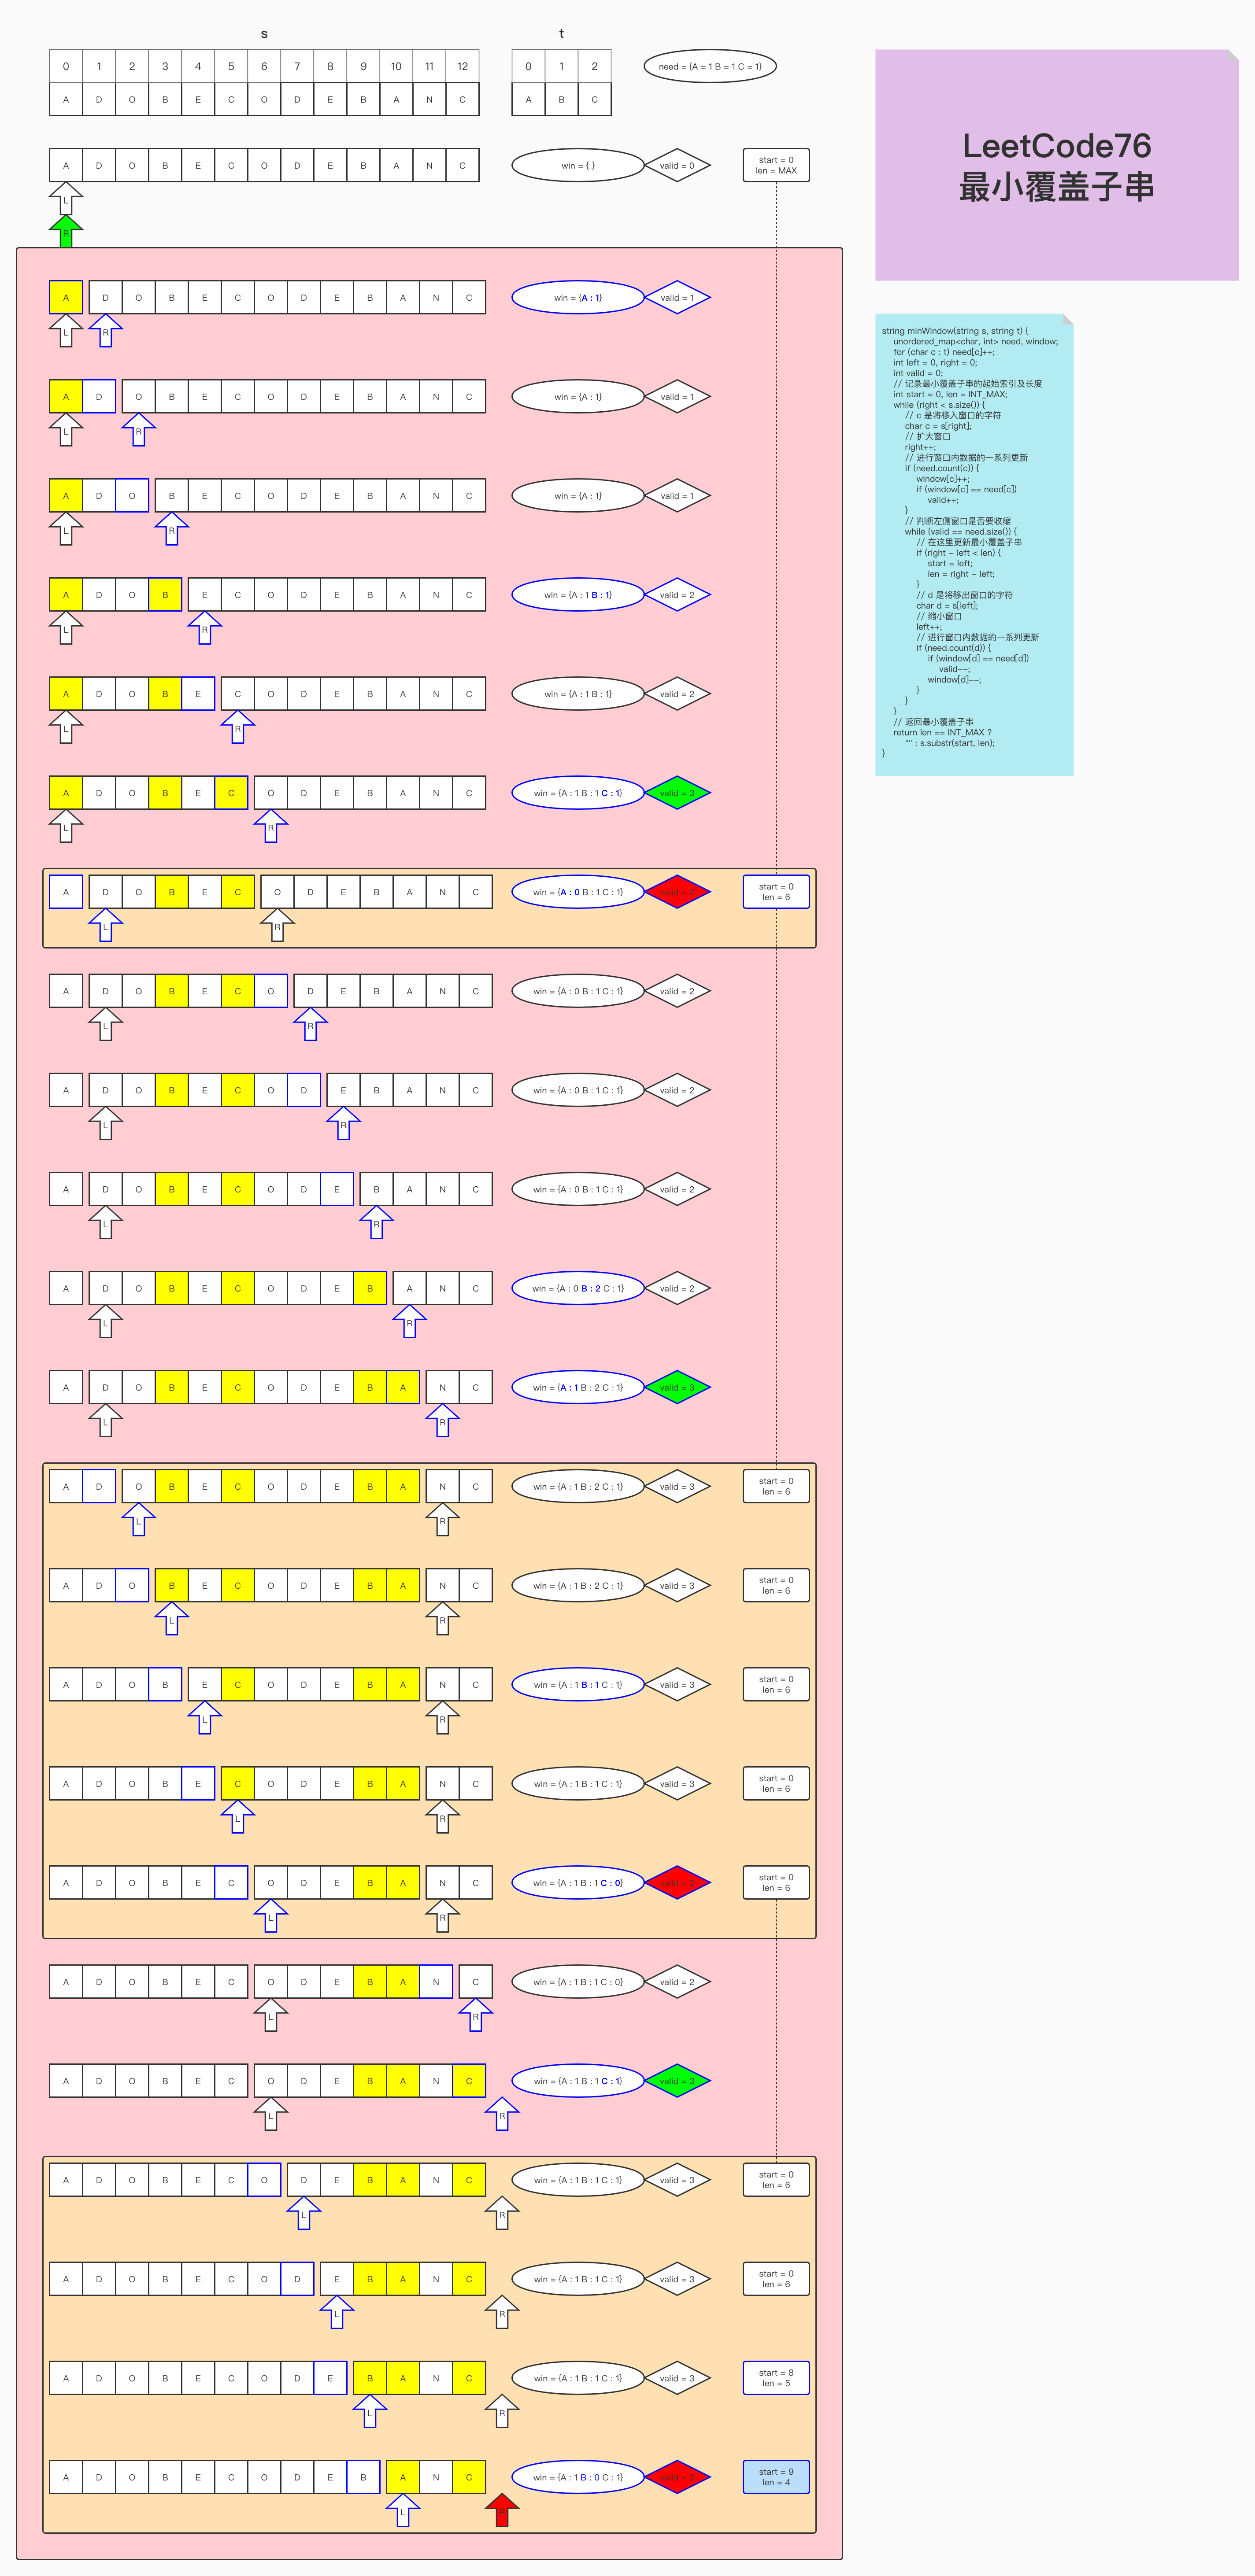 s
t
0 1 2 3 4 5 6 7 8 9 10 11 12
A D O B E C O D E B A N C
0 1 2
A B C
need = {A = 1 B = 1 C = 1}
A D O B E C O D E B A N C
win = { }
valid = 0
start = 0
len = MAX
L
R
A D O B E C O D E B A N C
win = {A : 1}
valid = 1
L R
A D O B E C O D E B A N C
win = {A : 1}
valid = 1
L R
A D O B E C O D E B A N C
win = {A : 1}
valid = 1
L R
A D O B E C O D E B A N C
win = {A : 1 B : 1}
valid = 2
L R
A D O B E C O D E B A N C
win = {A : 1 B : 1}
valid = 2
L R
A D O B E C O D E B A N C
win = {A : 1 B : 1 C : 1}
valid = 3
L R
A D O B E C O D E B A N C
win = {A : 0 B : 1 C : 1}
valid = 2
start = 0
len = 6
L R
A D O B E C O D E B A N C
win = {A : 0 B : 1 C : 1}
valid = 2
L R
A D O B E C O D E B A N C
win = {A : 0 B : 1 C : 1}
valid = 2
L R
A D O B E C O D E B A N C
win = {A : 0 B : 1 C : 1}
valid = 2
L R
A D O B E C O D E B A N C
win = {A : 0 B : 2 C : 1}
valid = 2
L R
A D O B E C O D E B A N C
win = {A : 1 B : 2 C : 1}
valid = 3
L R
A D O B E C O D E B A N C
win = {A : 1 B : 2 C : 1}
valid = 3
start = 0
len = 6
L R
A D O B E C O D E B A N C
win = {A : 1 B : 2 C : 1}
valid = 3
start = 0
len = 6
L R
A D O B E C O D E B A N C
win = {A : 1 B : 1 C : 1}
valid = 3
start = 0
len = 6
L R
A D O B E C O D E B A N C
win = {A : 1 B : 1 C : 1}
valid = 3
start = 0
len = 6
L R
A D O B E C O D E B A N C
win = {A : 1 B : 1 C : 0}
valid = 2
start = 0
len = 6
L R
A D O B E C O D E B A N C
win = {A : 1 B : 1 C : 0}
valid = 2
L R
A D O B E C O D E B A N C
win = {A : 1 B : 1 C : 1}
valid = 3
L R
A D O B E C O D E B A N C
win = {A : 1 B : 1 C : 1}
valid = 3
start = 0
len = 6
L R
A D O B E C O D E B A N C
win = {A : 1 B : 1 C : 1}
valid = 3
start = 0
len = 6
L R
A D O B E C O D E B A N C
win = {A : 1 B : 1 C : 1}
valid = 3
start = 8
len = 5
L R
A D O B E C O D E B A N C
win = {A : 1 B : 0 C : 1}
valid = 2
start = 9
len = 4
L R
LeetCode76
最小覆盖子串
string minWindow(string s, string t) {
unordered_map<char, int> need, window;
for (char c : t) need[c]++;
int left = 0, right = 0;
int valid = 0;
// 记录最小覆盖子串的起始索引及长度
int start = 0, len = INT_MAX;
while (right < s.size()) {
// c 是将移入窗口的字符
char c = s[right];
// 扩大窗口
right++;
// 进行窗口内数据的一系列更新
if (need.count(c)) {
window[c]++;
if (window[c] == need[c])
valid++;
}
// 判断左侧窗口是否要收缩
while (valid == need.size()) {
// 在这里更新最小覆盖子串
if (right - left < len) {
start = left;
len = right - left;
}
// d 是将移出窗口的字符
char d = s[left];
// 缩小窗口
left++;
// 进行窗口内数据的一系列更新
if (need.count(d)) {
if (window[d] == need[d])
valid--;
window[d]--;
}
}
}
// 返回最小覆盖子串
return len == INT_MAX ?
"" : s.substr(start, len);
}